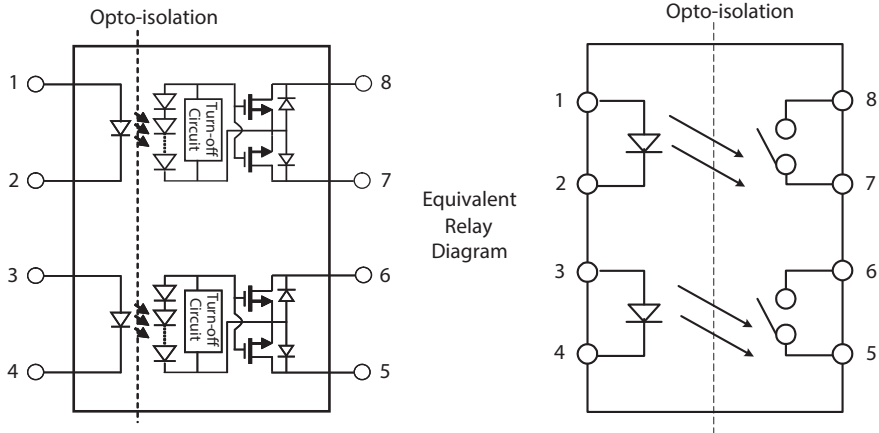 Opto-isolation
1
2
3
4
Turn-off
Circuit
Turn-off
Circuit
8
7
6
5
Equivalent
Relay
Diagram
Opto-isolation
1
2
3
4
8
7
6
5